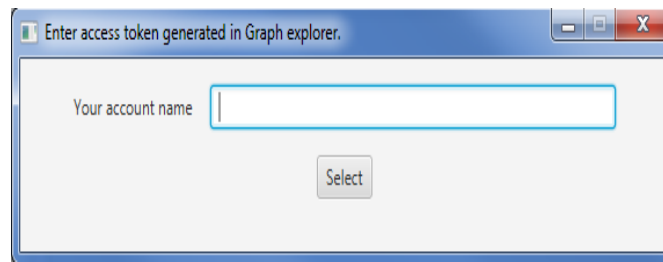 Enter access token generated in Graph explorer.
Your account name
Select